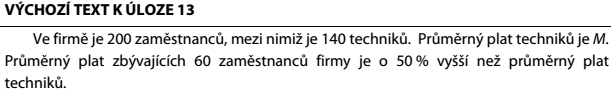 VÝCHOZÍ TEXT K ÚLOZE 13
Ve firmě je 200 zaměstnanců, mezi nimiž je 140 techniků. Průměrný plat techniků je M.
Průměrný plat zbývajících 60 zaměstnanců firmy je o 50 % vyšší než průměrný plat
techniků.